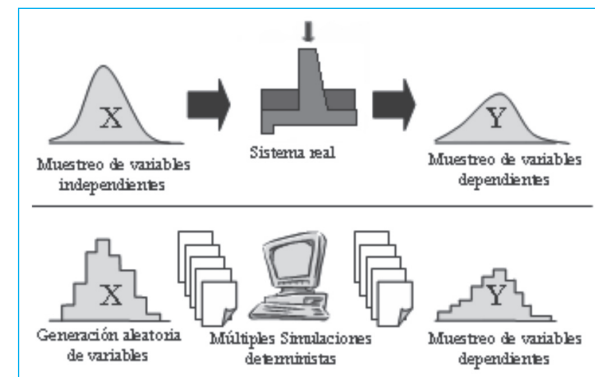 X
Y
Sistema real
Muestreo de variables
independientes
Muestreo de variables
dependientes
X
Y
Generación aleatoria
de variables
Múltiples Simulaciones
deterministas
Muestreo de variables
dependientes